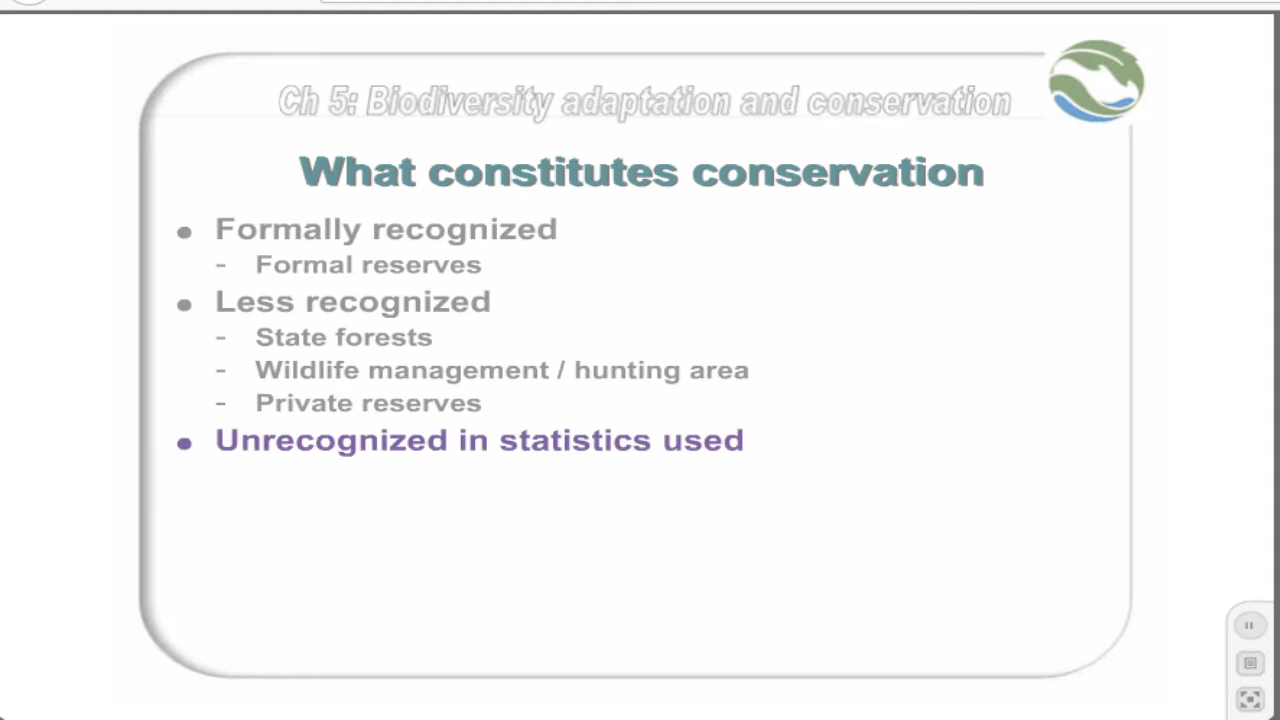 Ch 5: Biodiversity adaptation and conservation
What constitutes conservation
• Formally recognized
- Formal reserves
• Less recognized
- State forests
- Wildlife management / hunting area
- Private reserves
• Unrecognized in statistics used